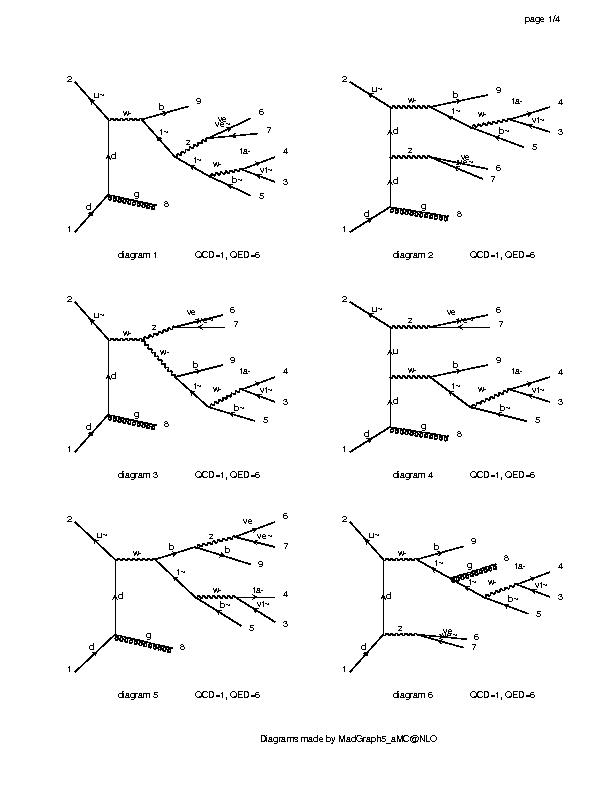 page 1/4
2
u~
w-
b
9
t~
z
ve
ve~
6
7
d
t~
w-
ta-
4
vt~
3
b~
5
g
8
d
1
diagram 1 QCD=1, QED=6
2
u~
w-
b
9
t~
w-
ta-
4
vt~
3
b~
5
d
z
ve
ve~
6
7
d
g
8
d
1
diagram 2 QCD=1, QED=6
2
u~
w-
z
ve
ve~
6
7
w-
b
9
d
t~
w-
ta-
4
vt~
3
b~
5
g
8
d
1
diagram 3 QCD=1, QED=6
2
u~
z
ve
ve~
6
7
u
w-
b
9
t~
w-
ta-
4
vt~
3
b~
5
d
g
8
d
1
diagram 4 QCD=1, QED=6
2
u~
w-
b
z
ve
6
ve~
7
b
9
t~
d
w-
ta-
4
vt~
3
b~
5
g
8
d
1
diagram 5 QCD=1, QED=6
2
u~
w-
b
9
t~
g
8
t~
w-
ta-
4
vt~
3
b~
5
d
z
ve
ve~
6
7
d
1
diagram 6 QCD=1, QED=6
Diagrams made by MadGraph5_aMC@NLO